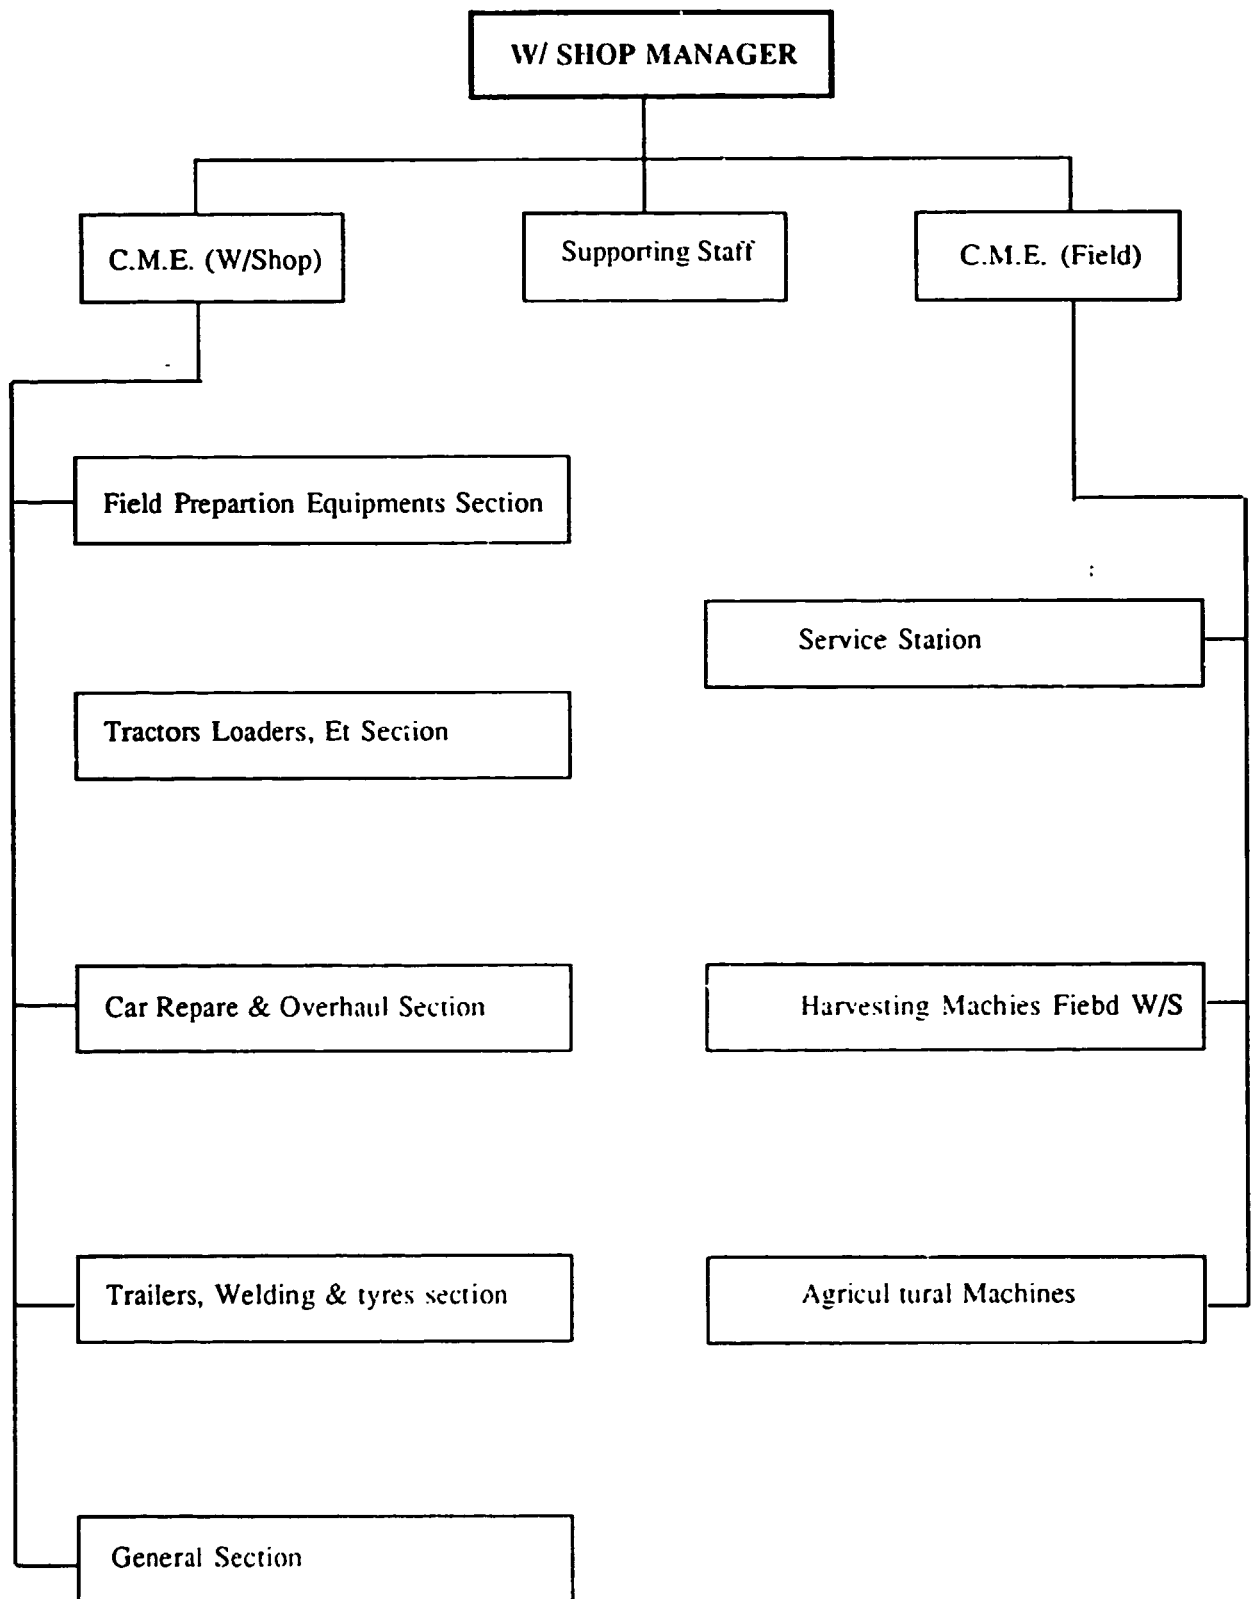 W/ SHOP MANAGER
C.M.E. (W/Shop)
Supporting Staff
C.M.E. (Field)
Field Prepartion Equipments Section
Service Station
Tractors Loaders, Et Section
Car Repare & Overhaul Section
Harvesting Machies Fiebd W/S
Trailers, Welding & tyres section
Agricul tural Machines
General Section